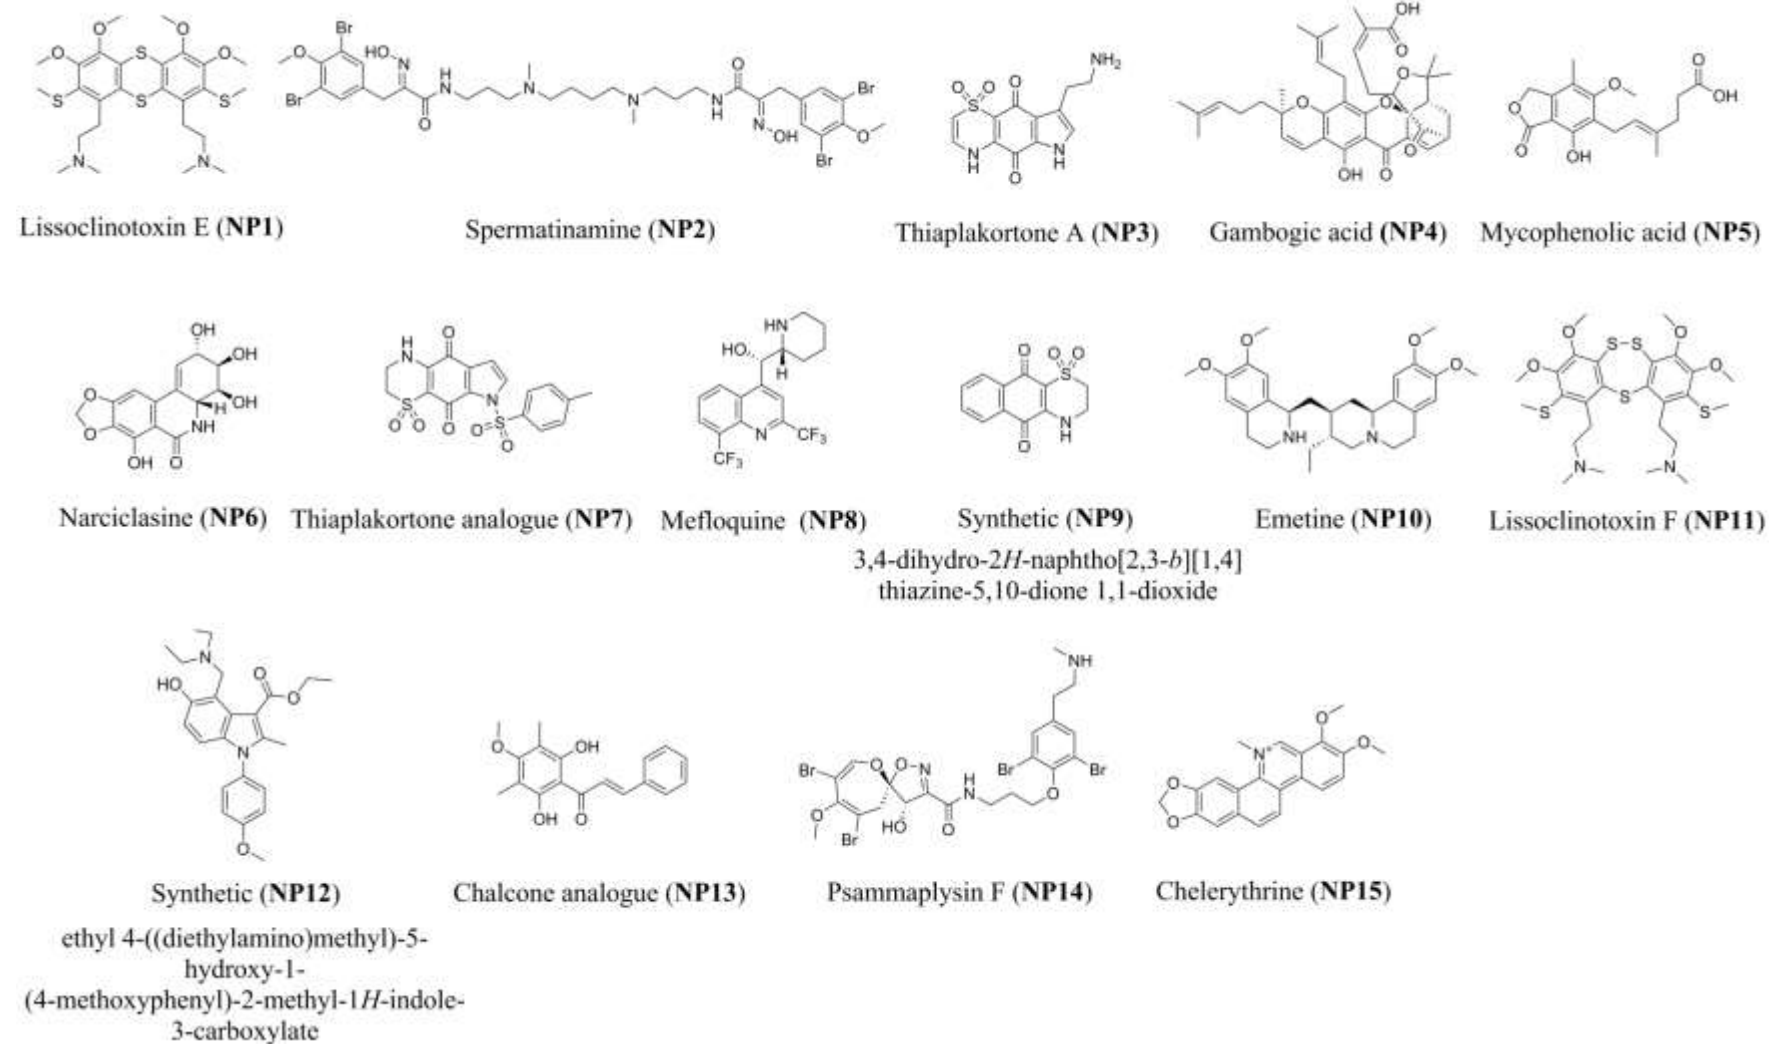 Lissoclinotoxin E (NP1)
Spermatinamine (NP2)
Thiaplakortone A (NP3)
Gambogic acid (NP4)
Mycophenolic acid (NP5)
Narciclasine (NP6)
Thiaplakortone analogue (NP7)
Mefloquine (NP8)
Synthetic (NP9)
3,4-dihydro-2H-naphtho[2,3-b][1,4]
thiazine-5,10-dione 1,1-dioxide
Emetine (NP10)
Lissoclinotoxin F (NP11)
Synthetic (NP12)
ethyl 4-((diethylamino)methyl)-5-
hydroxy-1-
(4-methoxyphenyl)-2-methyl-1H-indole-
3-carboxylate
Chalcone analogue (NP13)
Psammaplysin F (NP14)
Chelerythrine (NP15)